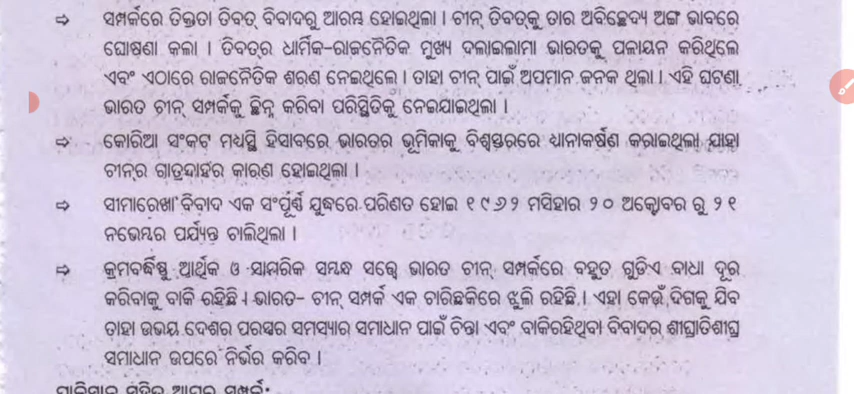 ⇨ ସମ୍ପର୍କରେ ତିକ୍ତତା ତିବତ୍ ବିବାଦରୁ ଆରମ୍ଭ ହୋଇଥିଲା । ଚୀନ୍ ତିବତ୍‌କୁ ତାର ଅବିଚ୍ଛେଦ୍ୟ ଅଙ୍ଗ ଭାବରେ
ଘୋଷଣା କଲା । ତିବତ୍‌ର ଧାର୍ମିକ-ରାଜନୈତିକ ମୁଖ୍ୟ ଦଲାଇଲାମା ଭାରତକୁ ପଳାୟନ କରିଥିଲେ
ଏବଂ ଏଠାରେ ରାଜନୈତିକ ଶରଣ ନେଇଥିଲେ । ତାହା ଚୀନ୍ ପାଇଁ ଅପମାନ ଜନକ ଥିଲା । ଏହି ଘଟଣା
ଭାରତ ଚୀନ୍ ସମ୍ପର୍କକୁ ଛିନ୍ନ କରିବା ପରିସ୍ଥିତିକୁ ନେଇଯାଇଥିଲା ।
⇨ କୋରିଆ ସଂକଟ ମଧ୍ୟସ୍ଥି ହିସାବରେ ଭାରତର ଭୂମିକାକୁ ବିଶ୍ୱସ୍ତରରେ ଧ୍ୟାନାକର୍ଷଣ କରାଇଥିଲା ଯାହା
ଚୀନ୍‌ର ଗାତ୍ରଦାହର କାରଣ ହୋଇଥିଲା ।
⇨ ସୀମାରେଖା ବିବାଦ ଏକ ସଂର୍ପୂର୍ଣ୍ଣ ଯୁଦ୍ଧରେ ପରିଣତ ହୋଇ ୧୯୬୨ ମସିହାର ୨୦ ଅକ୍ଟୋବର ରୁ ୨୧
ନଭେମ୍ବର ପର୍ଯ୍ୟନ୍ତ ଚାଲିଥିଲା ।
⇨ କ୍ରମବର୍ଦ୍ଧିଷ୍ଣୁ ଆର୍ଥିକ ଓ ସାମରିକ ସମ୍ବନ୍ଧ ସତ୍ତ୍ୱେ ଭାରତ ଚୀନ୍ ସମ୍ପର୍କରେ ବହୁତ ଗୁଡିଏ ବାଧା ଦୂର
କରିବାକୁ ବାକି ରହିଛି । ଭାରତ- ଚୀନ୍ ସମ୍ପର୍କ ଏକ ଚାରିଛକିରେ ଝୁଲି ରହିଛି । ଏହା କେଉଁ ଦିଗକୁ ଯିବ
ତାହା ଉଭୟ ଦେଶର ପରସ୍ପର ସମସ୍ୟାର ସମାଧାନ ପାଇଁ ଚିନ୍ତା ଏବଂ ବାକିରହିଥିବା ବିବାଦର ଶୀଘ୍ରାତିଶୀଘ୍ର
ସମାଧାନ ଉପରେ ନିର୍ଭର କରିବ ।